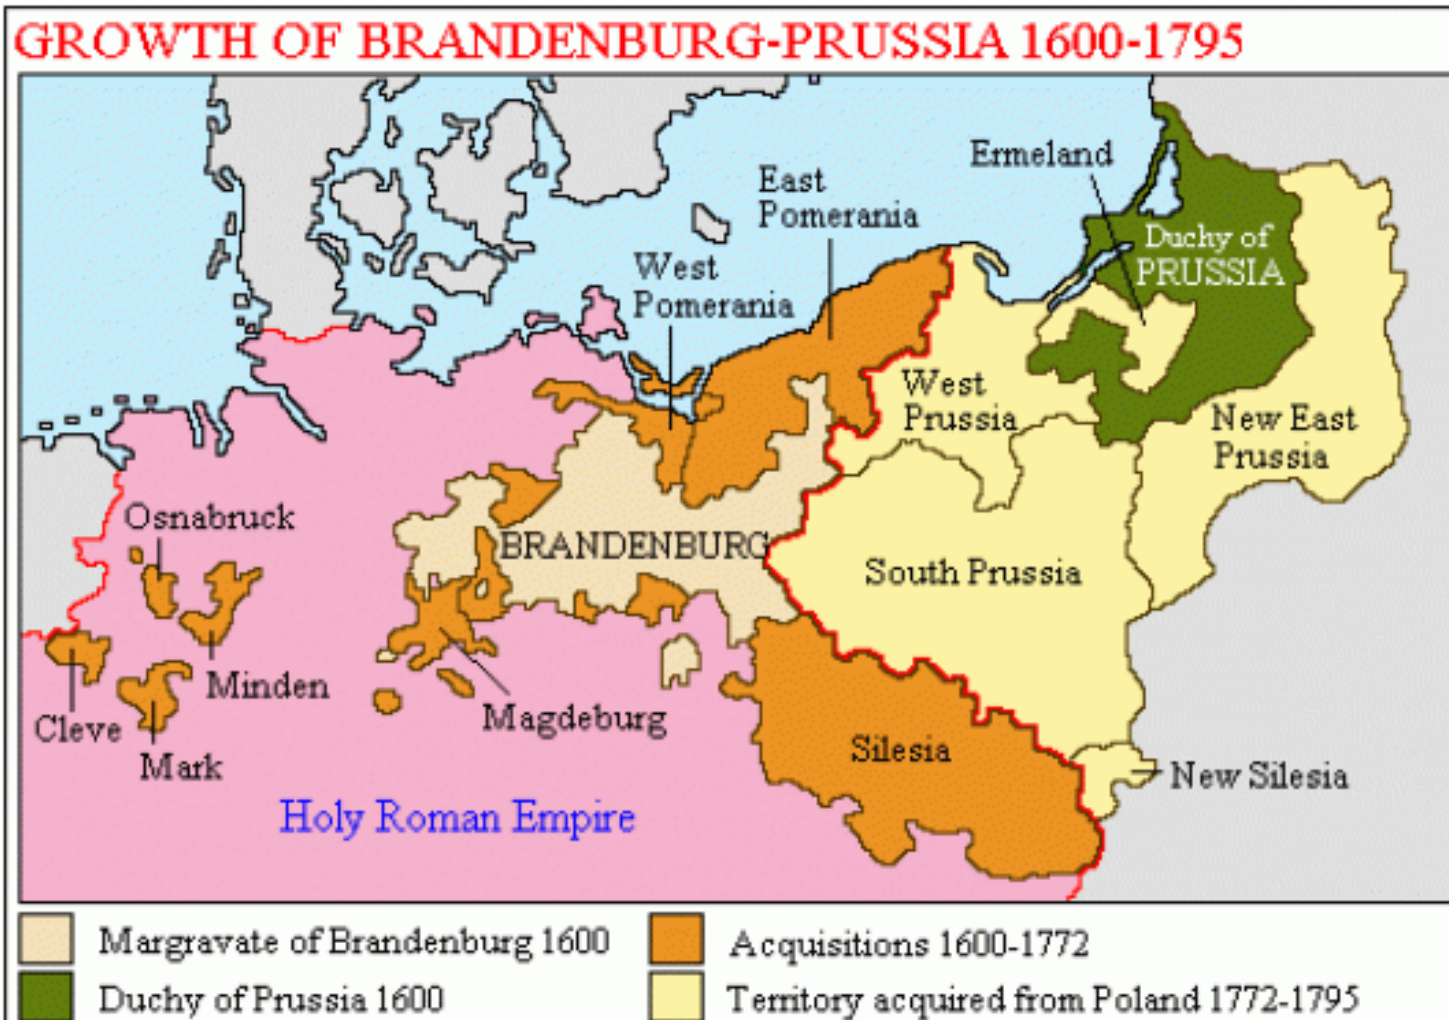 GROWTH OF BRANDENBURG-PRUSSIA 1600-1795
Ermeland
East
Pomerania
West
Pomerania
Duchy of
PRUSSIA
West
Prussia
New East
Prussia
Osnabruck
BRANDENBURG
South Prussia
Minden
Cleve
Mark
Magdeburg
Silesia
New Silesia
Holy Roman Empire
Margravate of Brandenburg 1600
Acquisitions 1600-1772
Duchy of Prussia 1600
Territory acquired from Poland 1772-1795